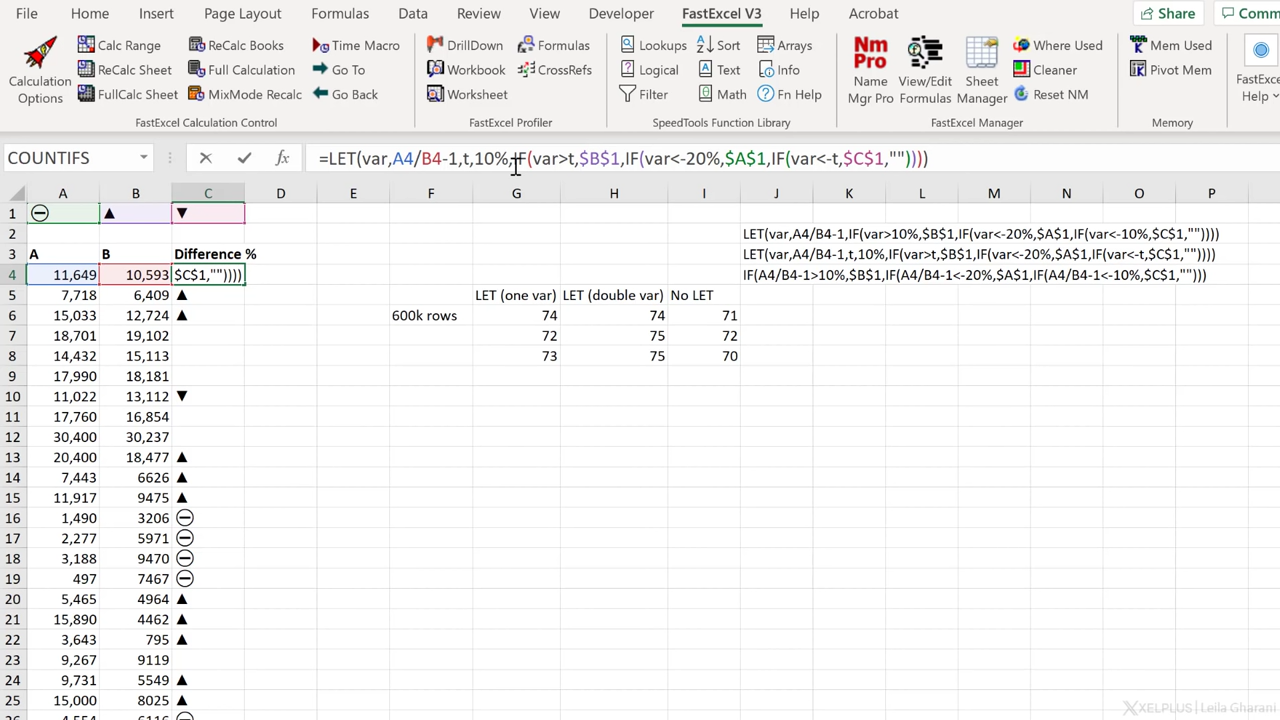 File Home Insert Page Layout Formulas Data Review View Developer FastExcel V3 Help Acrobat Share Comm
Calculation Options
Calc Range ReCalc Books Time Macro
ReCalc Sheet Full Calculation Go To
FullCalc Sheet MixMode Recalc Go Back
FastExcel Calculation Control
DrillDown Formulas
Workbook CrossRefs
Worksheet
FastExcel Profiler
Lookups Sort Arrays
Logical Text Info
Filter Math Fn Help
SpeedTools Function Library
Nm Pro
Name Mgr Pro
View/Edit Formulas
Sheet Manager
Where Used
Cleaner
Reset NM
FastExcel V3 Manager
Mem Used
Pivot Mem
Memory
FastExc
Help
COUNTIFS fx =LET(var,A4/B4-1,t,10%,IF(var>t,$B$1,IF(var<-20%,$A$1,IF(var<-t,$C$1,""))))
A B C D E F G H I J K L M N O P
1 ⊖ ▲ ▼
2 LET(var,A4/B4-1,IF(var>10%,$B$1,IF(var<-20%,$A$1,IF(var<-10%,$C$1,""))))
3 A B Difference % LET(var,A4/B4-1,t,10%,IF(var>t,$B$1,IF(var<-20%,$A$1,IF(var<-t,$C$1,""))))
4 11,649 10,593 $C$1,"")))) IF(A4/B4-1>10%,$B$1,IF(A4/B4-1<-20%,$A$1,IF(A4/B4-1<-10%,$C$1,"")))
5 7,718 6,409 ▲ LET (one var) LET (double var) No LET
6 15,033 12,724 ▲ 600k rows 74 74 71
7 18,701 19,102 72 75 72
8 14,432 15,113 73 75 70
9 17,990 18,181
10 11,022 13,112 ▼
11 17,760 16,854
12 30,400 30,237
13 20,400 18,477 ▲
14 7,443 6626 ▲
15 11,917 9475 ▲
16 1,490 3206 ⊖
17 2,277 5971 ⊖
18 3,188 9470 ⊖
19 497 7467 ⊖
20 5,465 4964 ▲
21 15,890 4462 ▲
22 3,643 795 ▲
23 9,267 9119
24 9,731 5549 ▲
25 15,000 8025 ▲
26 4,554 6116 ⊖
XELPLUS | Leila Gharani